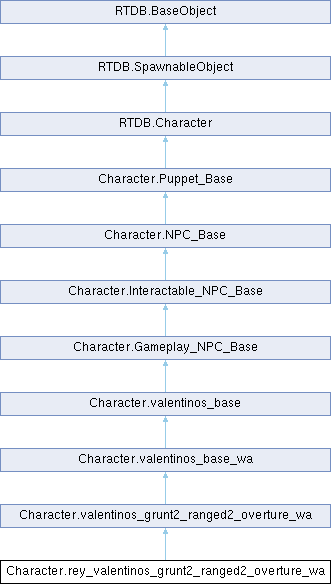 RTDB.BaseObject
RTDB.SpawnableObject
RTDB.Character
Character.Puppet_Base
Character.NPC_Base
Character.Interactable_NPC_Base
Character.Gameplay_NPC_Base
Character.valentinos_base
Character.valentinos_base_wa
Character.valentinos_grunt2_ranged2_overture_wa
Character.rey_valentinos_grunt2_ranged2_overture_wa